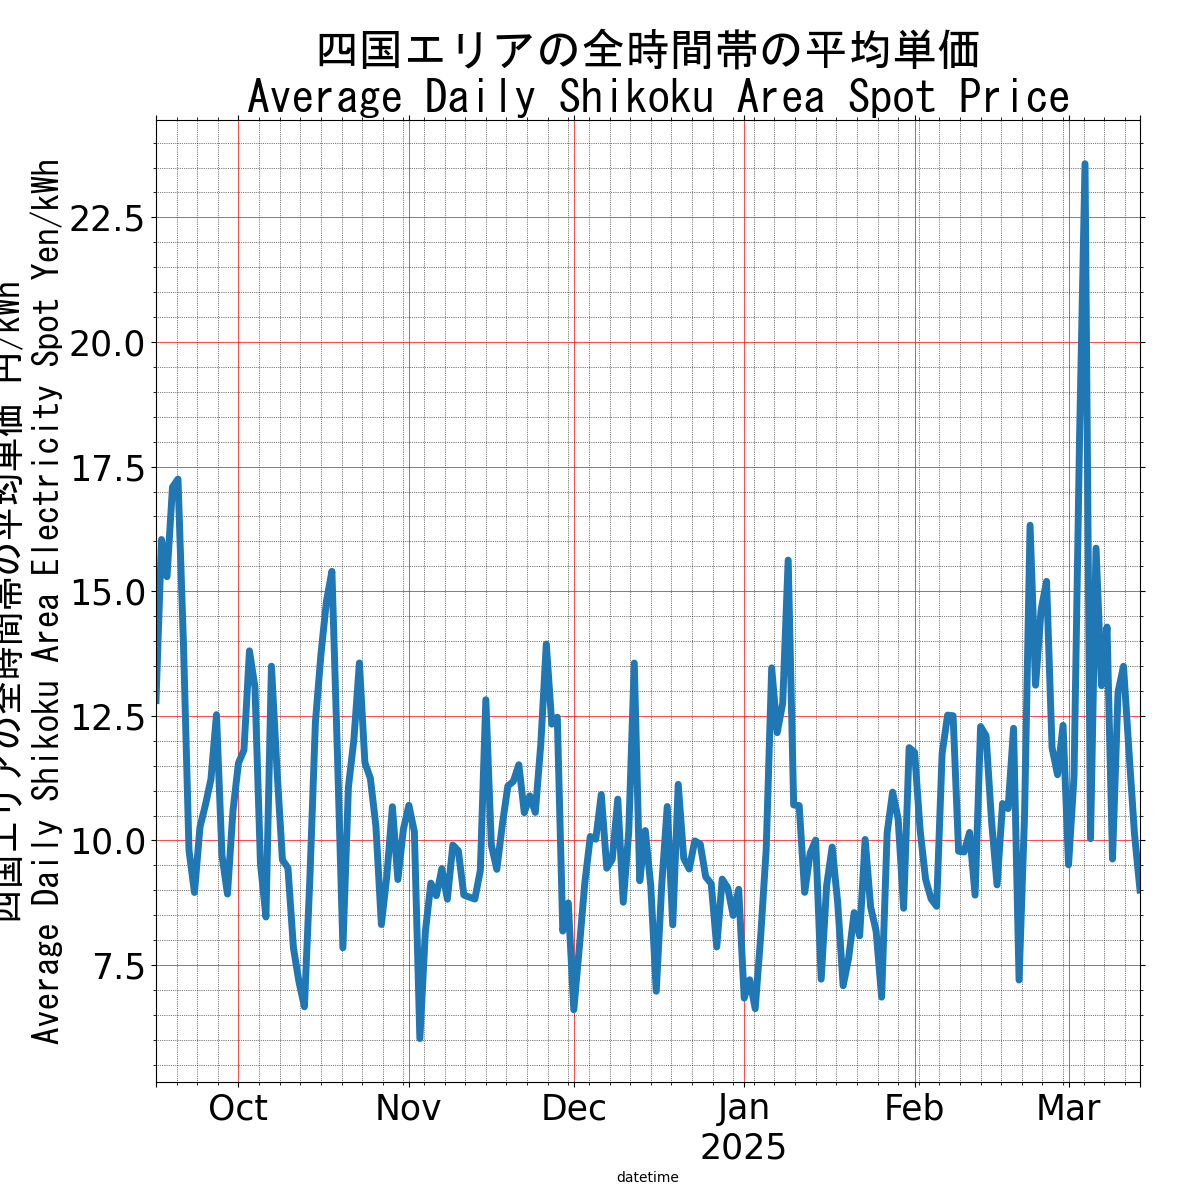 四国エリアの全時間帯の平均単価
Average Daily Shikoku Area Spot Price
四国エリアの全時間帯の平均単価 円/kWh
Average Daily Shikoku Area Electricity Spot Yen/kWh
22.5
20.0
17.5
15.0
12.5
10.0
7.5
Oct Nov Dec Jan Feb Mar
2025
datetime